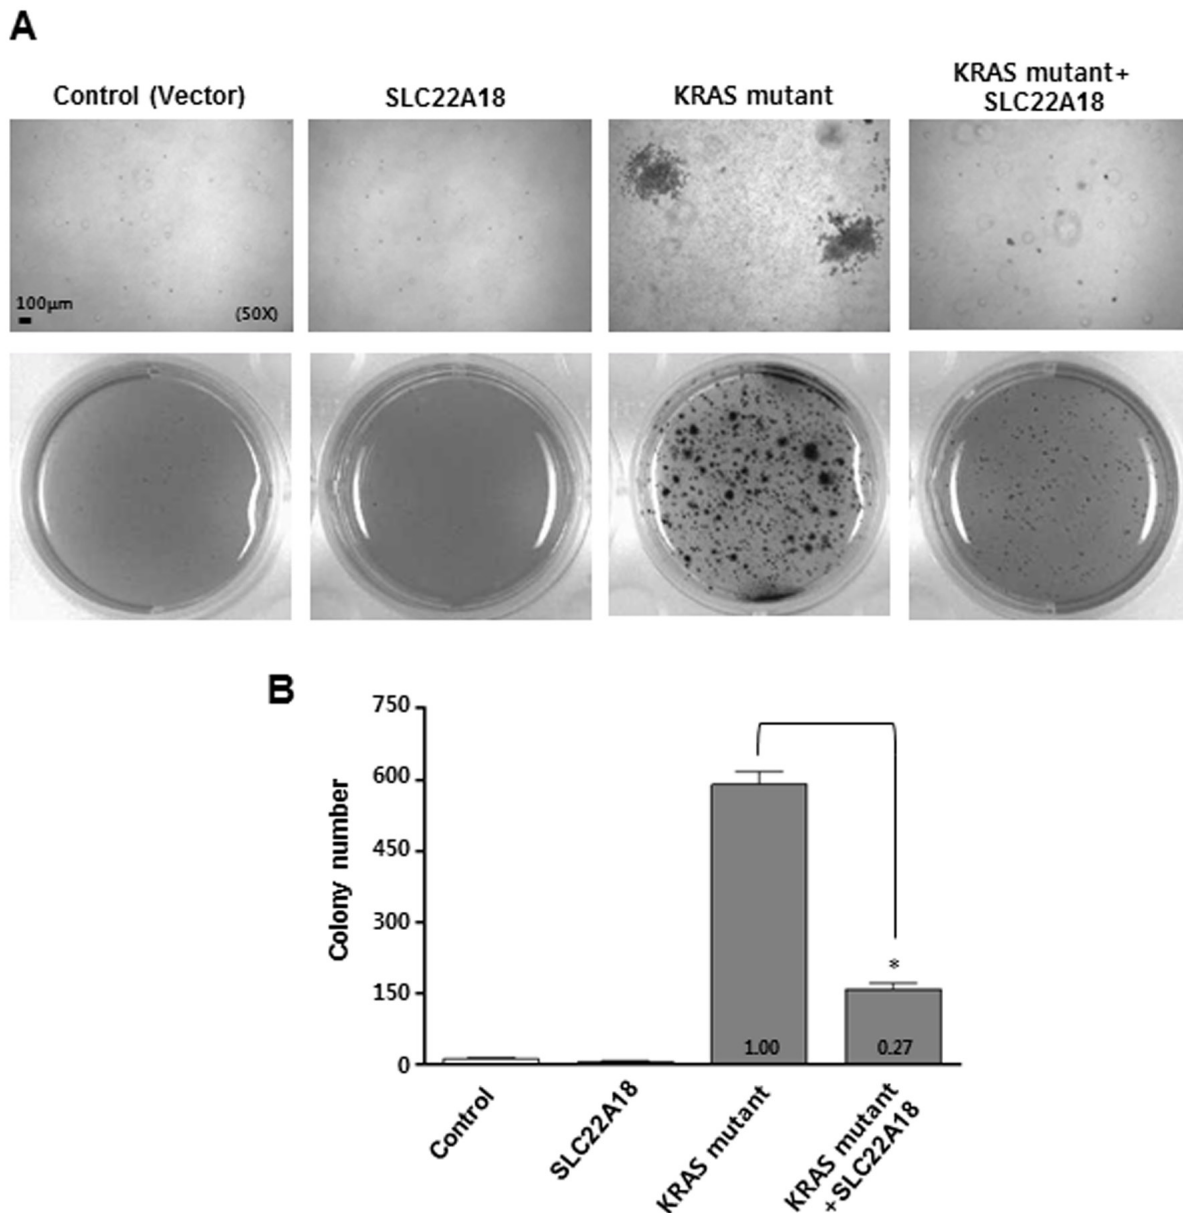 A
Control (Vector)
SLC22A18
KRAS mutant
KRAS mutant+
SLC22A18
100µm
(50X)
B
Colony number
750
600
450
300
150
0
*
1.00
0.27
Control
SLC22A18
KRAS mutant
KRAS mutant
+SLC22A18